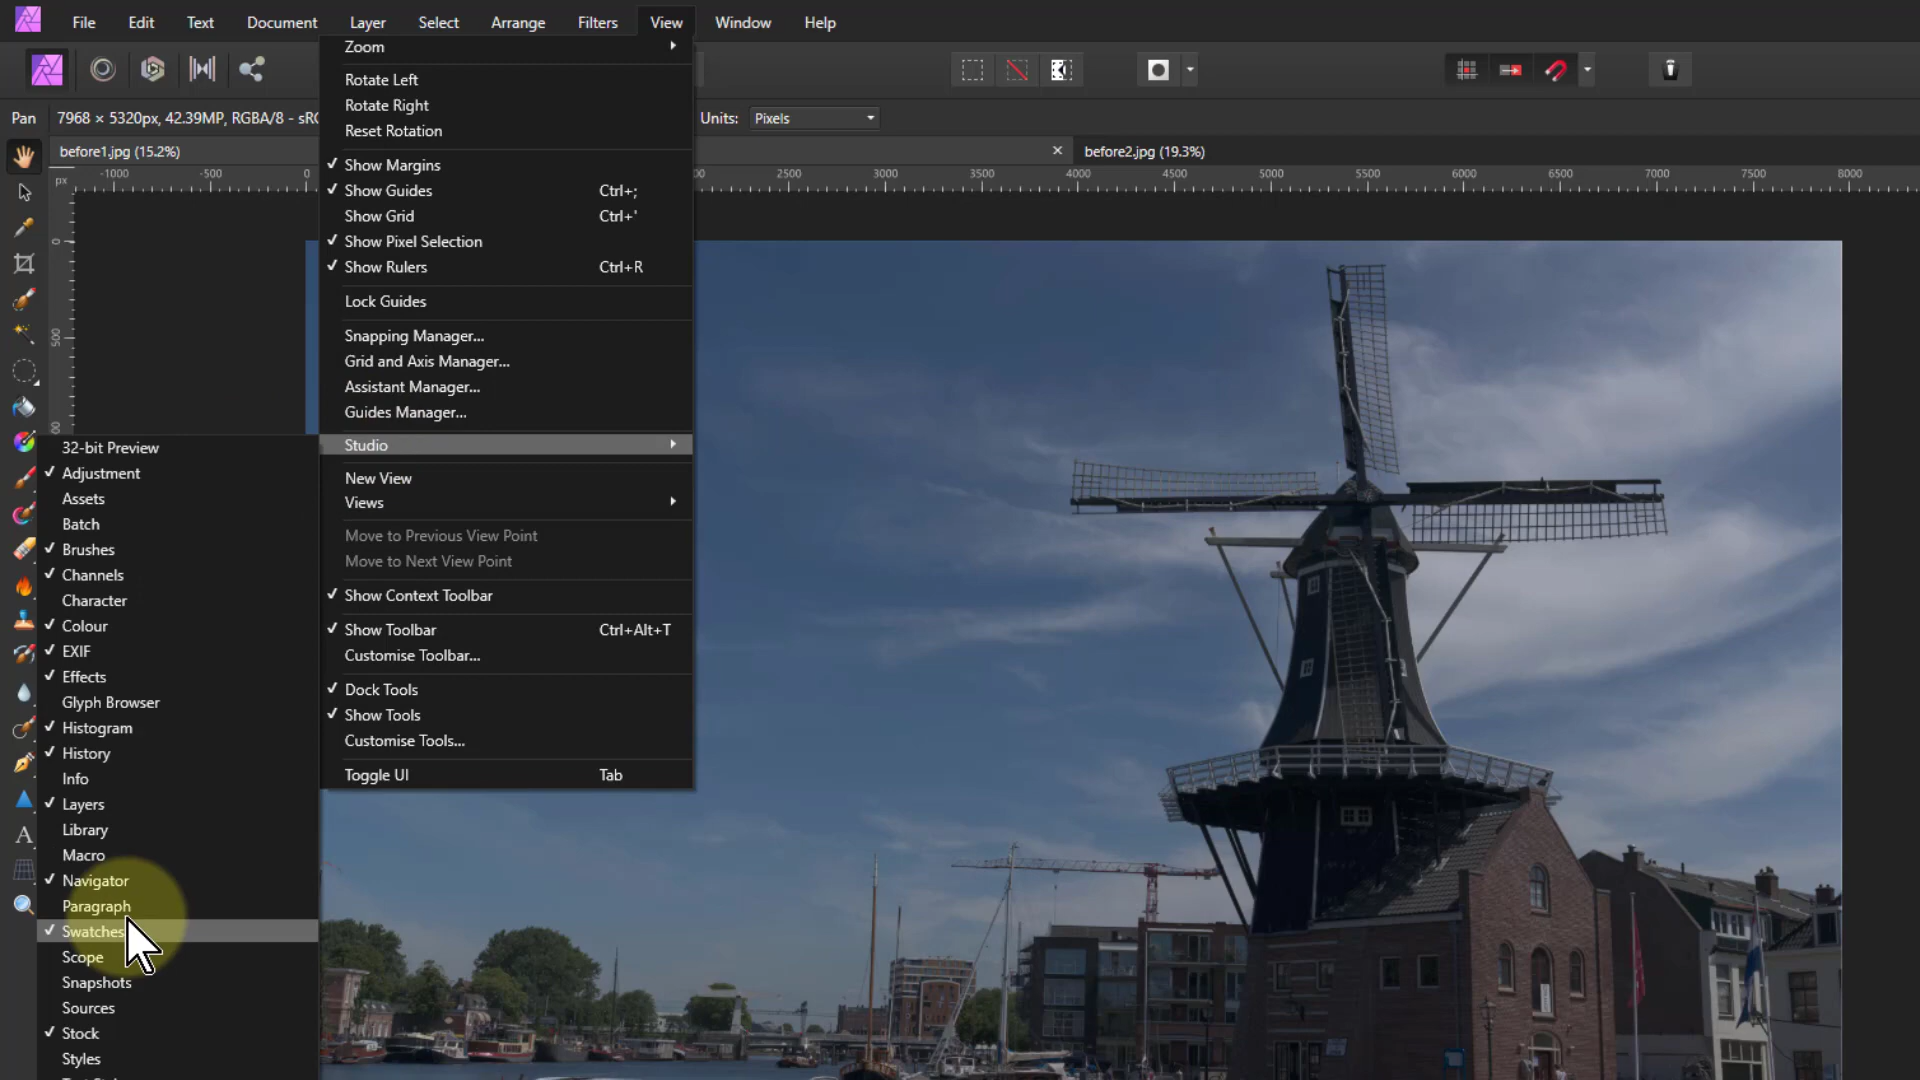 File Edit Text Document Layer Select Arrange Filters View Window Help
Pan 7968 × 5320px, 42.39MP, RGBA/8 - sR Units: Pixels
before1.jpg (15.2%) before2.jpg (19.3%)
px -1000 -500 0 2500 3000 3500 4000 4500 5000 5500 6000 6500 7000 7500 8000
0
500
Zoom
Rotate Left
Rotate Right
Reset Rotation
Show Margins
Show Guides Ctrl+;
Show Grid Ctrl+'
Show Pixel Selection
Show Rulers Ctrl+R
Lock Guides
Snapping Manager...
Grid and Axis Manager...
Assistant Manager...
Guides Manager...
Studio
New View
Views
Move to Previous View Point
Move to Next View Point
Show Context Toolbar
Show Toolbar Ctrl+Alt+T
Customise Toolbar...
Dock Tools
Show Tools
Customise Tools...
Toggle UI Tab
32-bit Preview
Adjustment
Assets
Batch
Brushes
Channels
Character
Colour
EXIF
Effects
Glyph Browser
Histogram
History
Info
Layers
Library
Macro
Navigator
Paragraph
Swatches
Scope
Snapshots
Sources
Stock
Styles